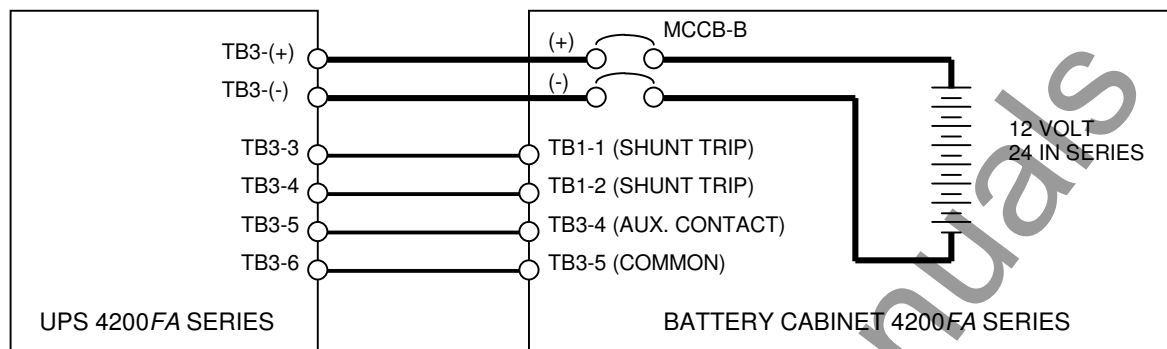 MCCB-B
TB3-(+)
(+)
TB3-(-)
(-)
12 VOLT
24 IN SERIES
TB3-3
TB1-1 (SHUNT TRIP)
TB3-4
TB1-2 (SHUNT TRIP)
TB3-5
TB3-4 (AUX. CONTACT)
TB3-6
TB3-5 (COMMON)
UPS 4200FA SERIES
BATTERY CABINET 4200FA SERIES
nuals